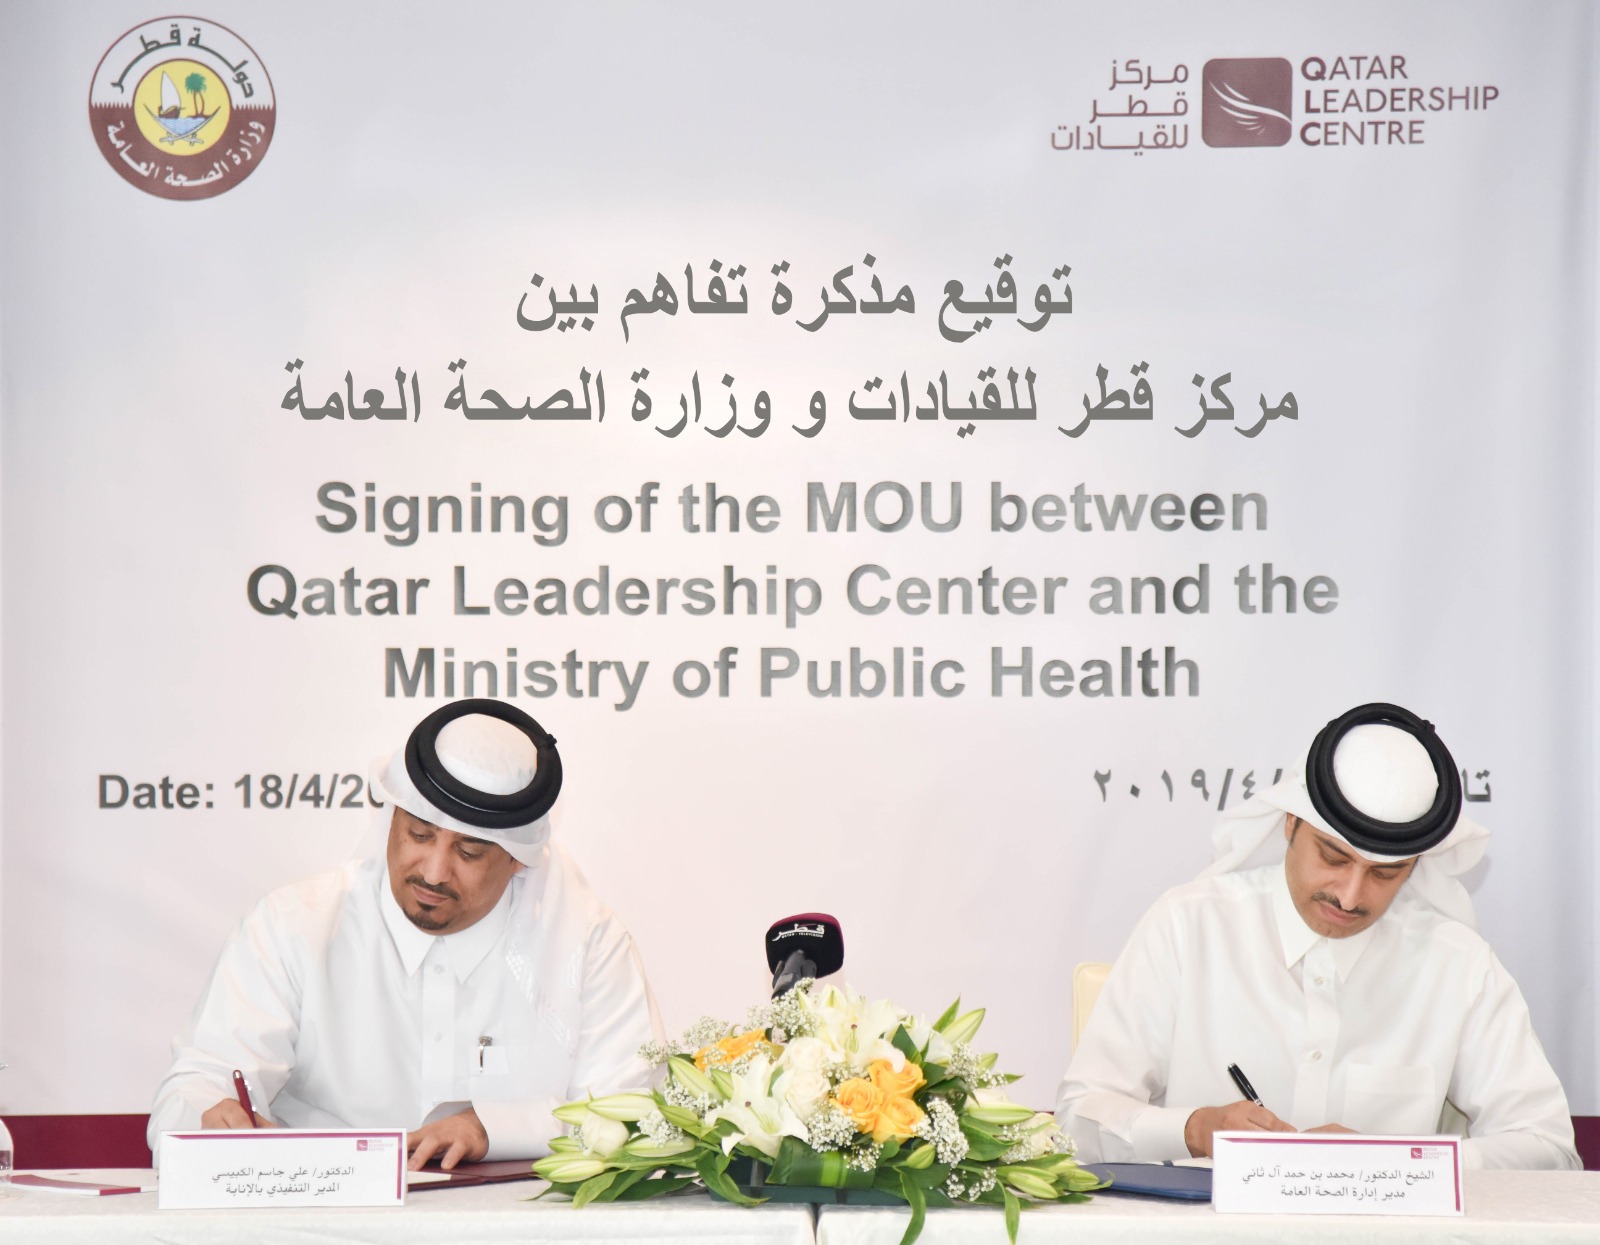 دولة قطر
وزارة الصحة العامة
مركز
قطر
للقيادات
QATAR
LEADERSHIP
CENTRE
توقيع مذكرة تفاهم بين
مركز قطر للقيادات و وزارة الصحة العامة
Signing of the MOU between
Qatar Leadership Center and the
Ministry of Public Health
Date: 18/4/20
٢٠١٩/٤/
قطر
QATAR TELEVISION
الدكتور/ علي جاسم الكبيسي
المدير التنفيذي بالإنابة
الشيخ الدكتور/ محمد بن حمد آل ثاني
مدير إدارة الصحة العامة